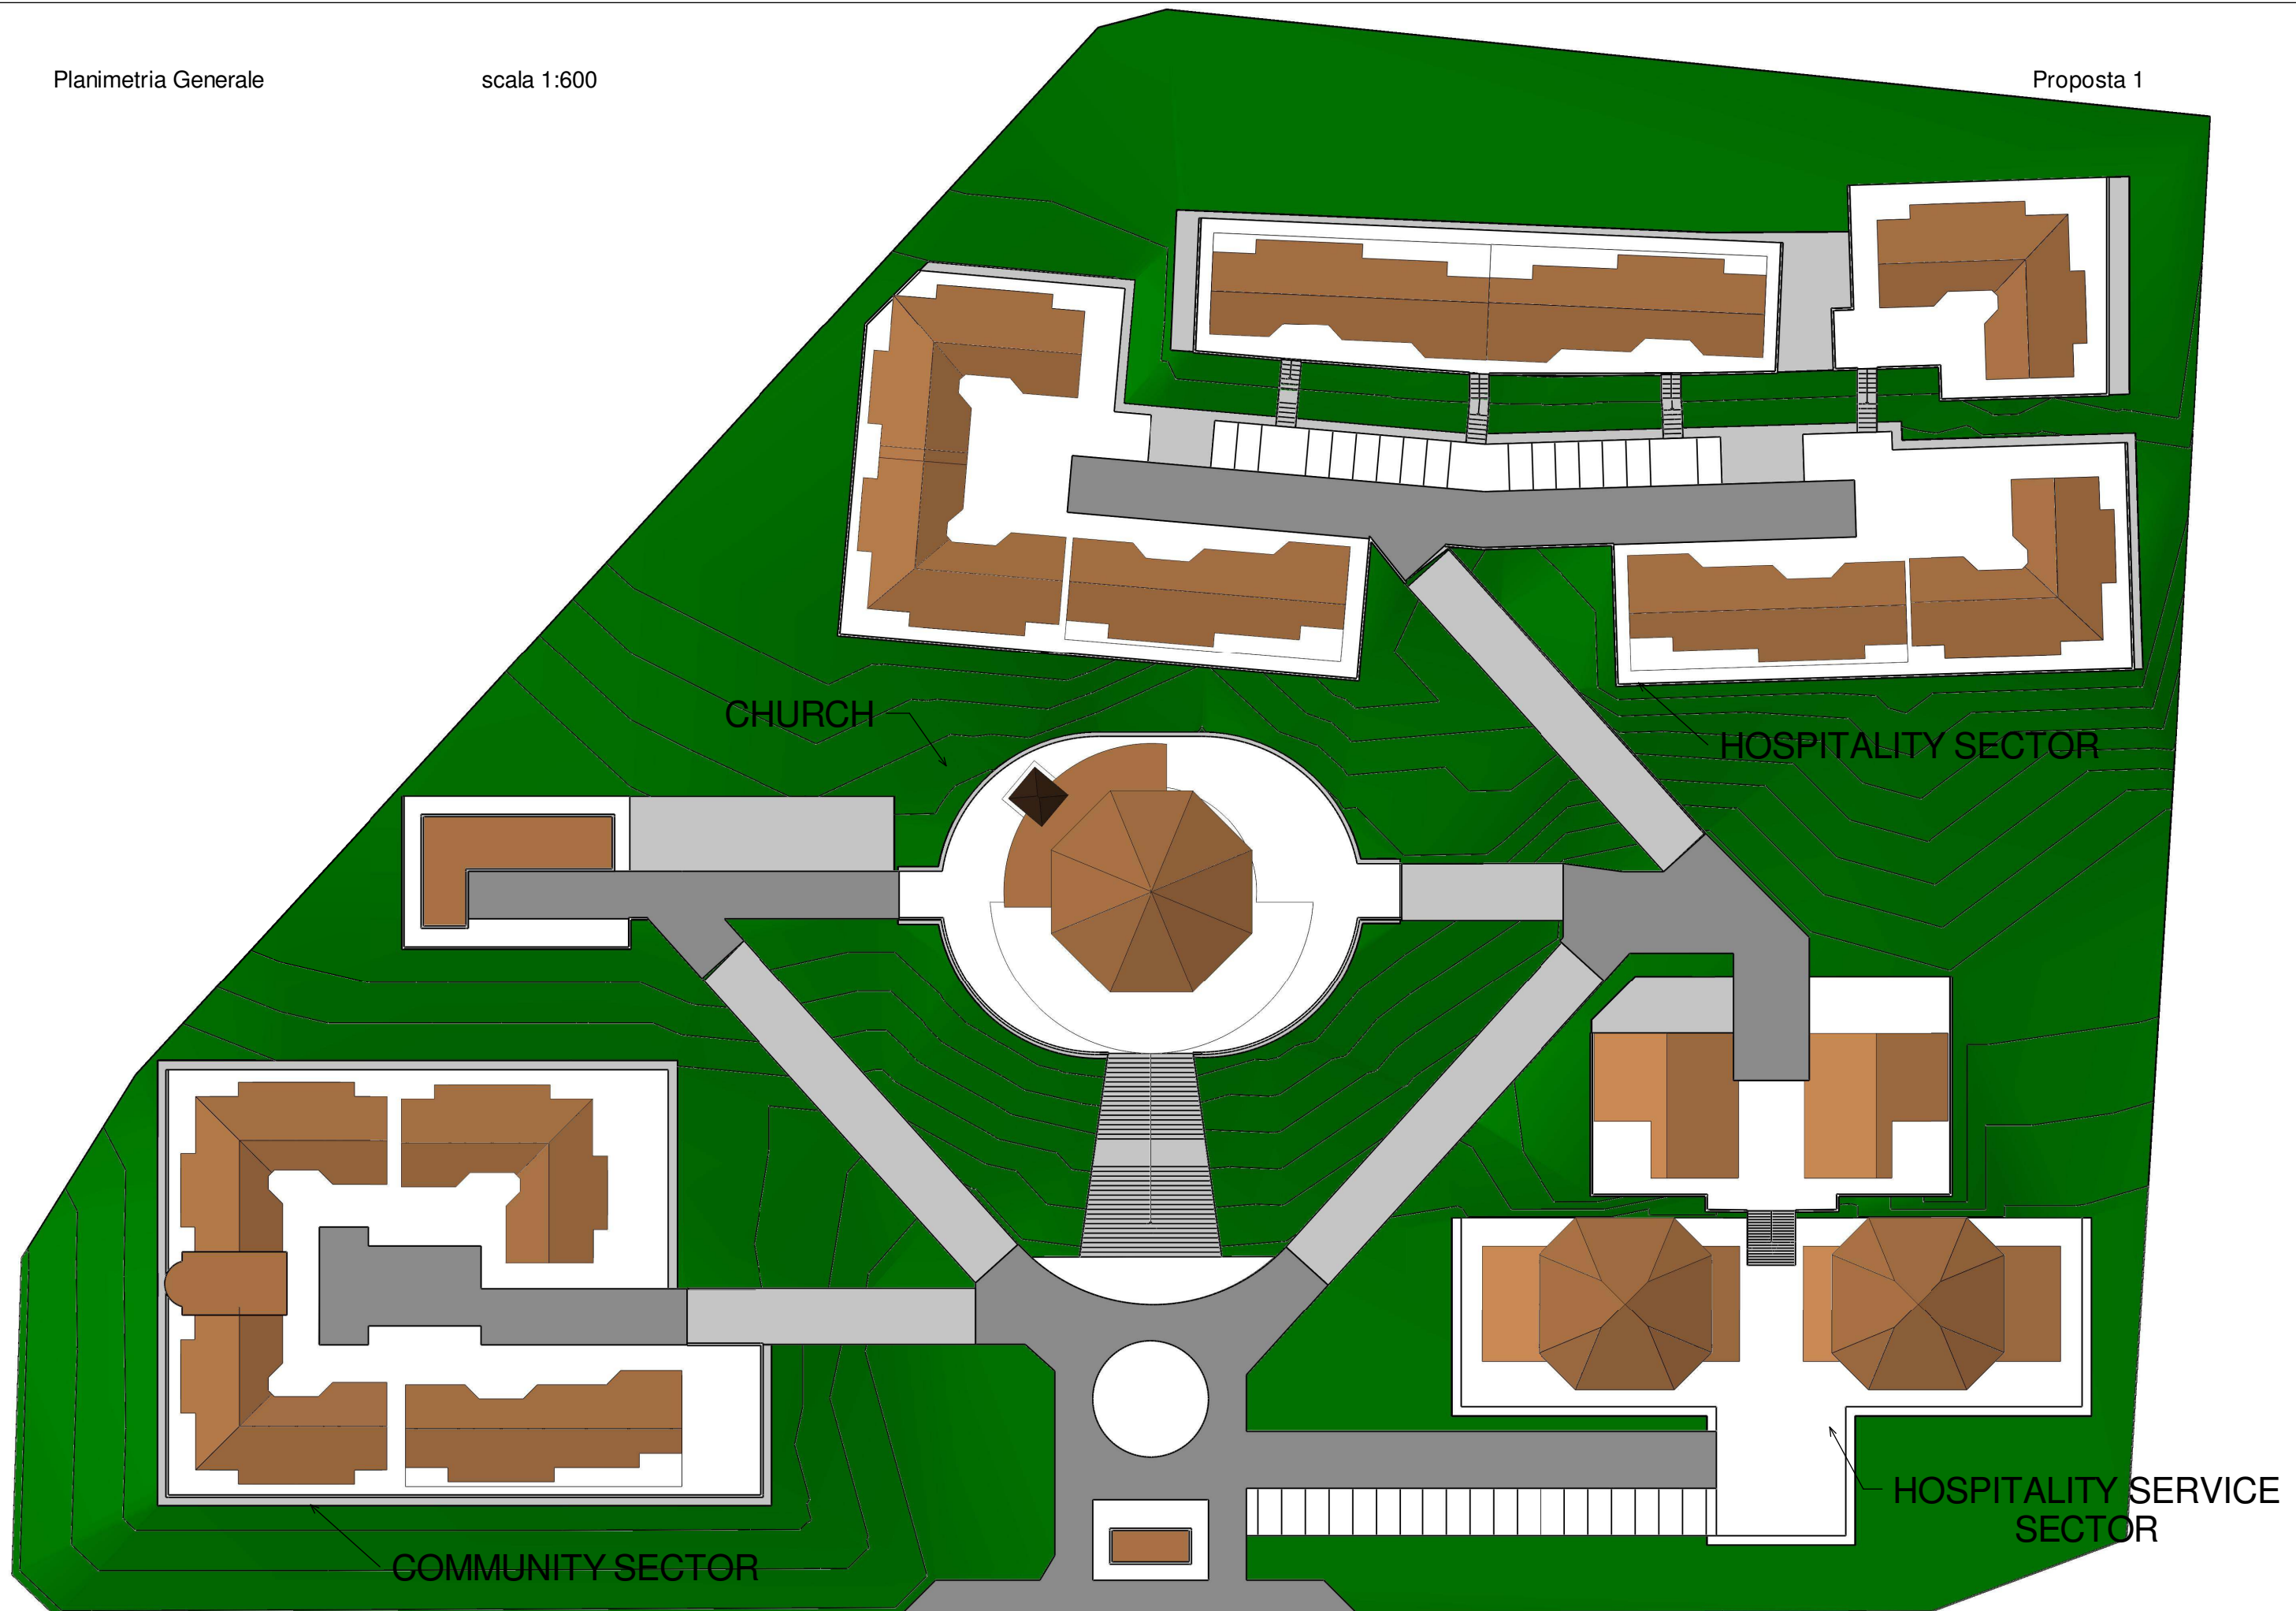 Planimetria Generale
scala 1:600
Proposta 1
CHURCH
HOSPITALITY SECTOR
HOSPITALITY SERVICE
SECTOR
COMMUNITY SECTOR